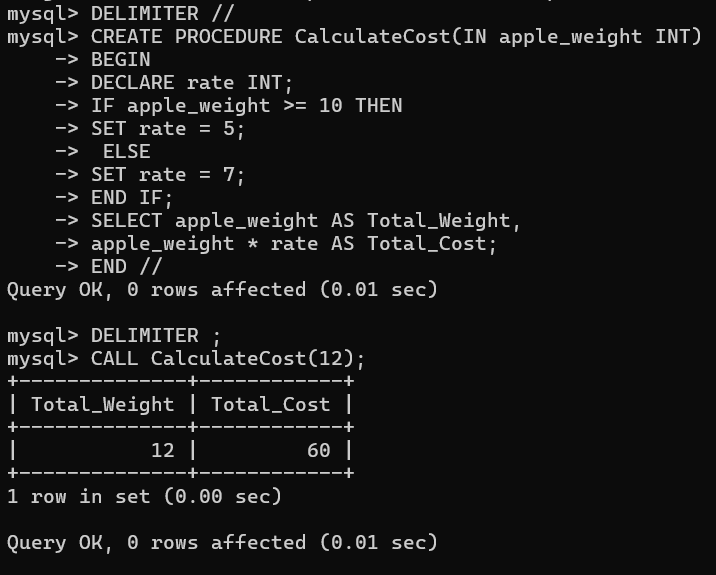 mysql> DELIMITER //
mysql> CREATE PROCEDURE CalculateCost(IN apple_weight INT)
    -> BEGIN
    -> DECLARE rate INT;
    -> IF apple_weight >= 10 THEN
    -> SET rate = 5;
    ->  ELSE
    -> SET rate = 7;
    -> END IF;
    -> SELECT apple_weight AS Total_Weight,
    -> apple_weight * rate AS Total_Cost;
    -> END //
Query OK, 0 rows affected (0.01 sec)

mysql> DELIMITER ;
mysql> CALL CalculateCost(12);
+--------------+------------+
| Total_Weight | Total_Cost |
+--------------+------------+
|           12 |         60 |
+--------------+------------+
1 row in set (0.00 sec)

Query OK, 0 rows affected (0.01 sec)